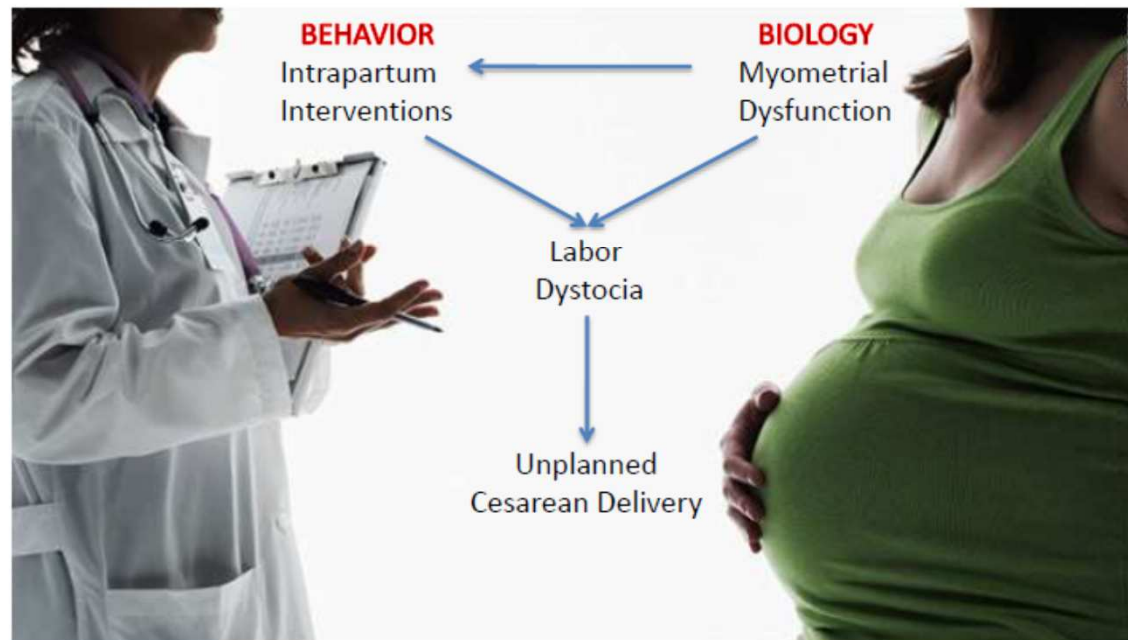 BEHAVIOR
Intrapartum
Interventions
BIOLOGY
Myometrial
Dysfunction
Labor
Dystocia
Unplanned
Cesarean Delivery